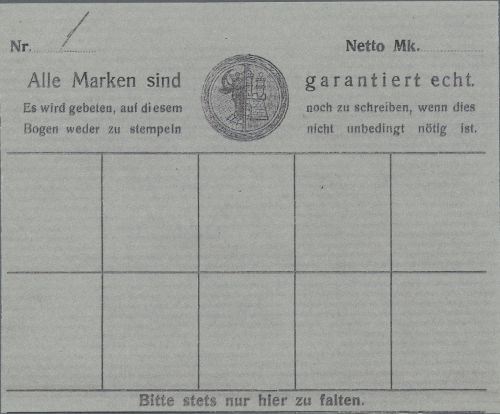 Nr. / Netto Mk.
Alle Marken sind garantiert echt.
Es wird gebeten, auf diesem noch zu schreiben, wenn dies
Bogen weder zu stempeln nicht unbedingt nötig ist.
Bitte stets nur hier zu falten.